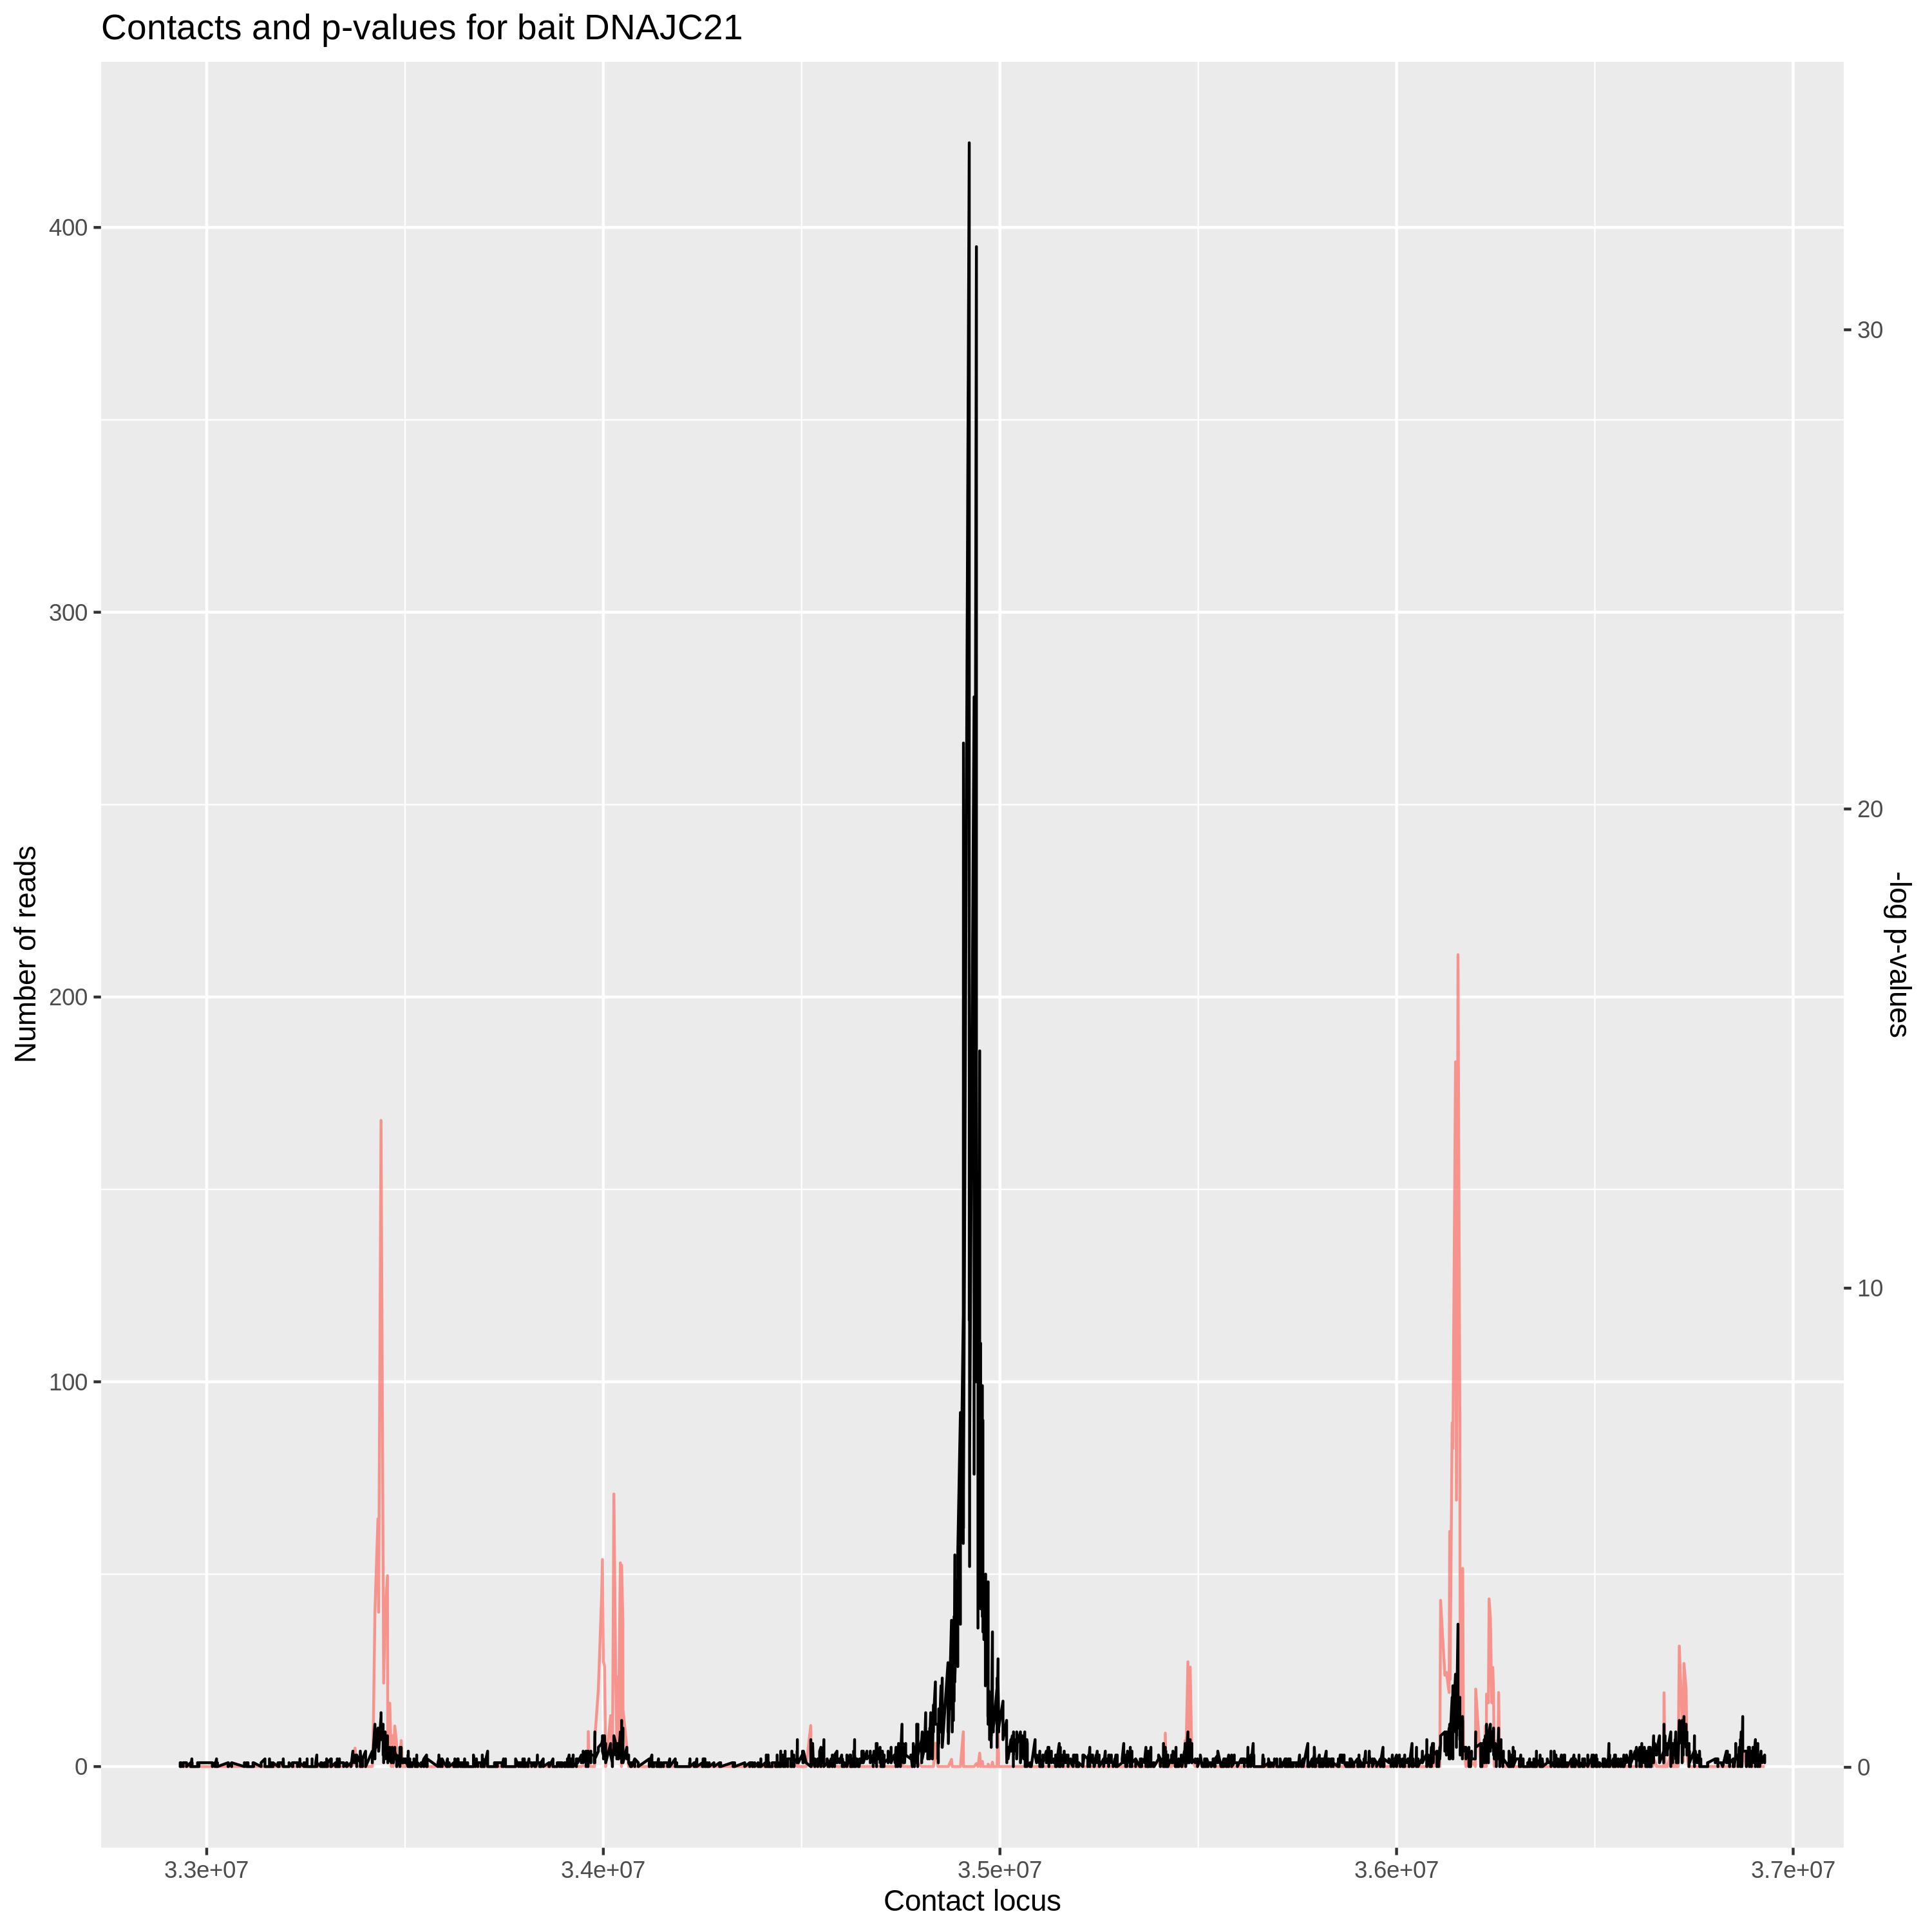 Contacts and p-values for bait DNAJC21
400
300
200
100
0
Number of reads
30
20
10
0
-log p-values
3.3e+07 3.4e+07 3.5e+07 3.6e+07 3.7e+07
Contact locus